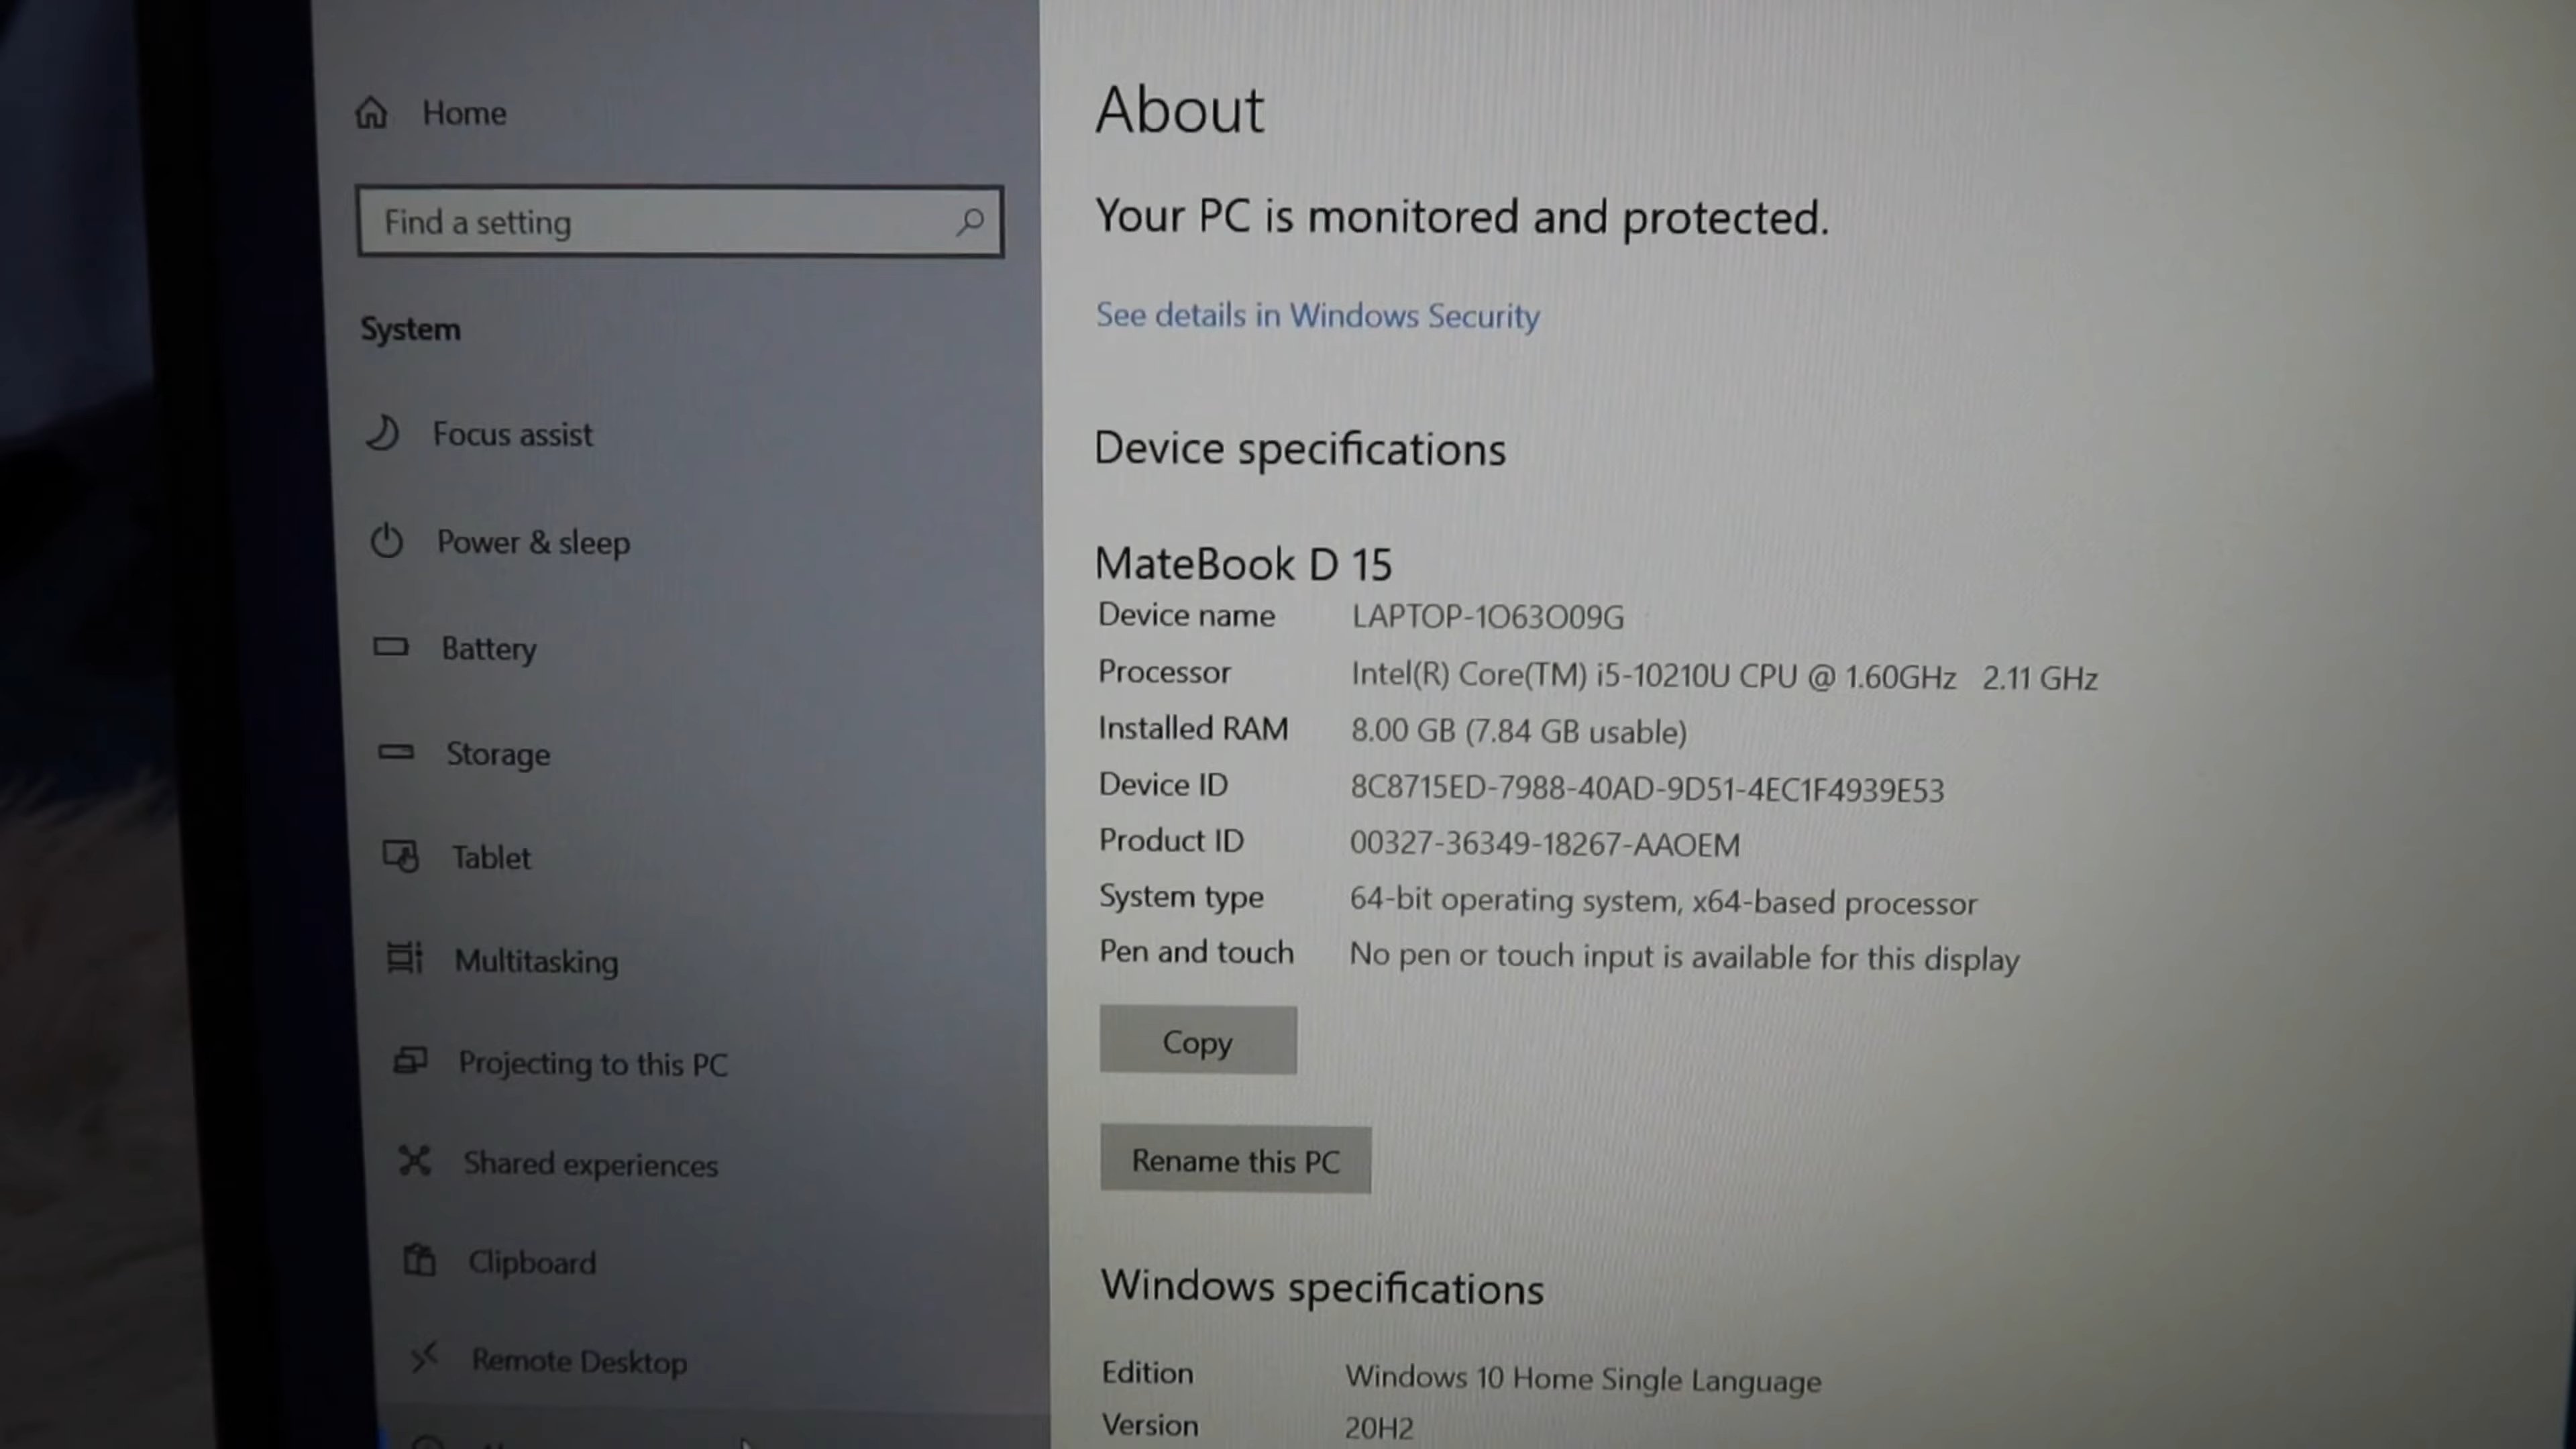 Home
Find a setting
System
Focus assist
Power & sleep
Battery
Storage
Tablet
Multitasking
Projecting to this PC
Shared experiences
Clipboard
Remote Desktop
About
Your PC is monitored and protected.
See details in Windows Security
Device specifications
MateBook D 15
Device name LAPTOP-1O63O09G
Processor Intel(R) Core(TM) i5-10210U CPU @ 1.60GHz 2.11 GHz
Installed RAM 8.00 GB (7.84 GB usable)
Device ID 8C8715ED-7988-40AD-9D51-4EC1F4939E53
Product ID 00327-36349-18267-AAOEM
System type 64-bit operating system, x64-based processor
Pen and touch No pen or touch input is available for this display
Copy
Rename this PC
Windows specifications
Edition Windows 10 Home Single Language
Version 20H2